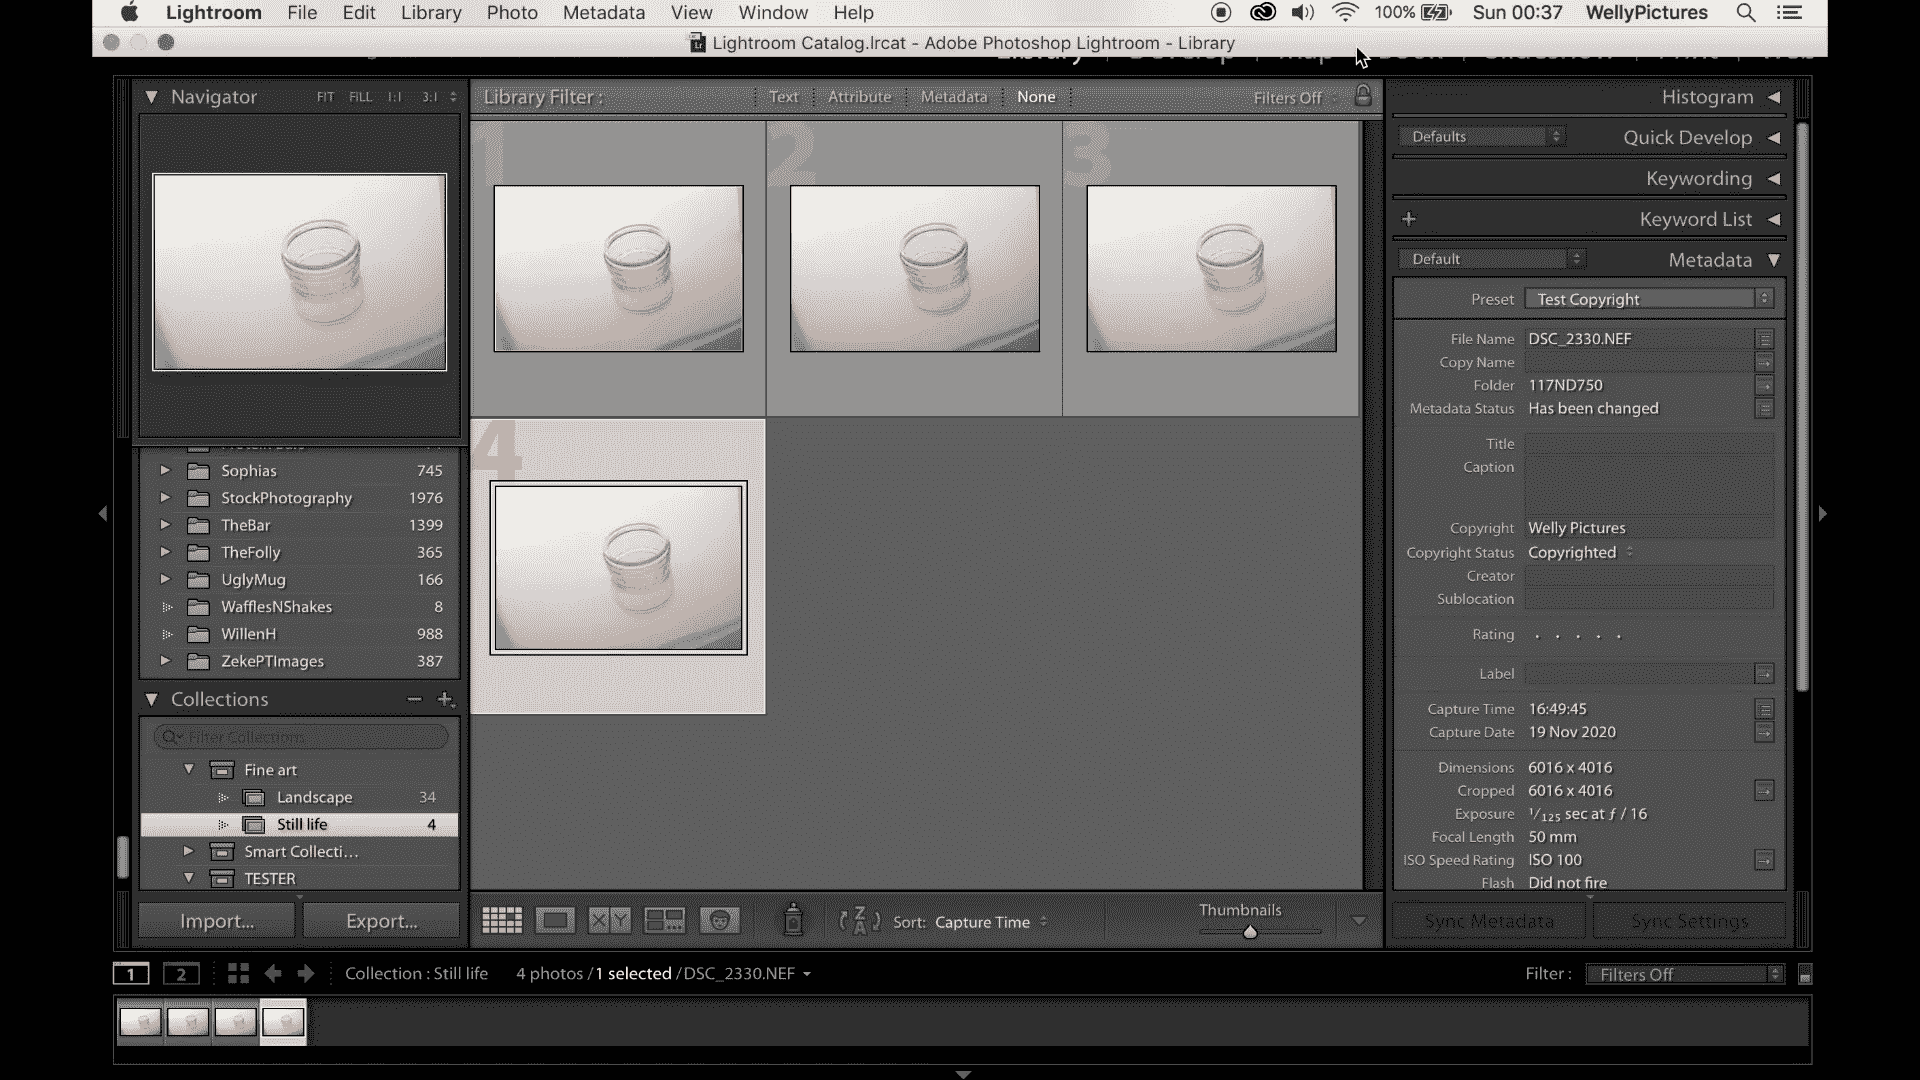 Lightroom File Edit Library Photo Metadata View Window Help 100% Sun 00:37 WellyPictures
Lightroom Catalog.lrcat - Adobe Photoshop Lightroom - Library
Navigator FIT FILL 1:1 3:1
Library Filter : Text Attribute Metadata None Filters Off
1 2 3
4
Sophias 745
StockPhotography 1976
TheBar 1399
TheFolly 365
UglyMug 166
WafflesNShakes 8
WillenH 988
ZekePTImages 387
Collections
Filter Collections
Fine art
Landscape 34
Still life 4
Smart Collecti...
TESTER
Import... Export...
Sort: Capture Time Thumbnails
Histogram
Defaults Quick Develop
Keywording
Keyword List
Default Metadata
Preset Test Copyright
File Name DSC_2330.NEF
Copy Name
Folder 117ND750
Metadata Status Has been changed
Title
Caption
Copyright Welly Pictures
Copyright Status Copyrighted
Creator
Sublocation
Rating . . . . .
Label
Capture Time 16:49:45
Capture Date 19 Nov 2020
Dimensions 6016 x 4016
Cropped 6016 x 4016
Exposure 1/125 sec at ƒ / 16
Focal Length 50 mm
ISO Speed Rating ISO 100
Flash Did not fire
Sync Metadata Sync Settings
1 2 Collection : Still life 4 photos / 1 selected / DSC_2330.NEF Filter : Filters Off